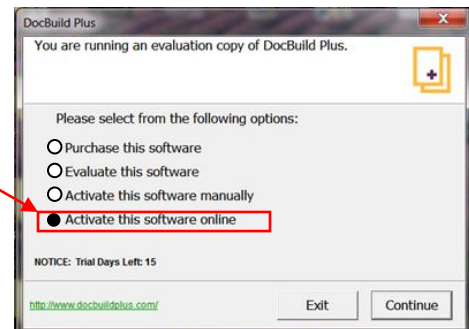 DocBuild Plus
You are running an evaluation copy of DocBuild Plus.
Please select from the following options:
Purchase this software
Evaluate this software
Activate this software manually
Activate this software online
NOTICE: Trial Days Left: 15
http://www.docbuildplus.com/
Exit
Continue